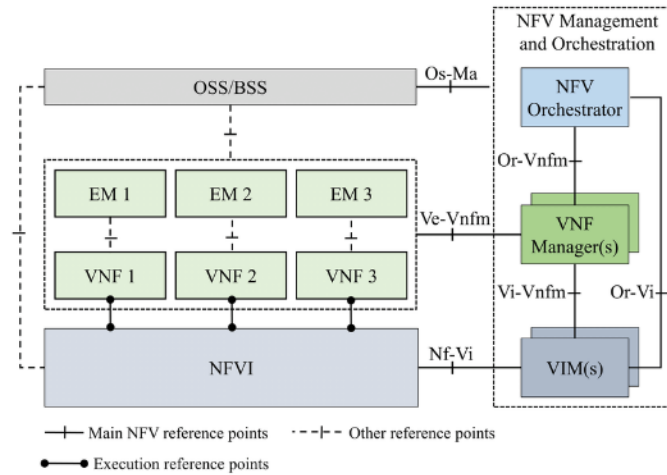 NFV Management
and Orchestration
OSS/BSS
Os-Ma
NFV
Orchestrator
Or-Vnfm
EM 1
EM 2
EM 3
Ve-Vnfm
VNF
Manager(s)
VNF 1
VNF 2
VNF 3
Vi-Vnfm
Or-Vi
NFVI
Nf-Vi
VIM(s)
Main NFV reference points
Other reference points
Execution reference points